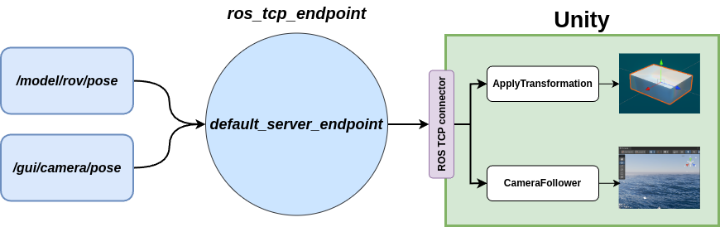 ros_tcp_endpoint
Unity
/model/rov/pose
/gui/camera/pose
default_server_endpoint
ROS TCP connector
ApplyTransformation
CameraFollower